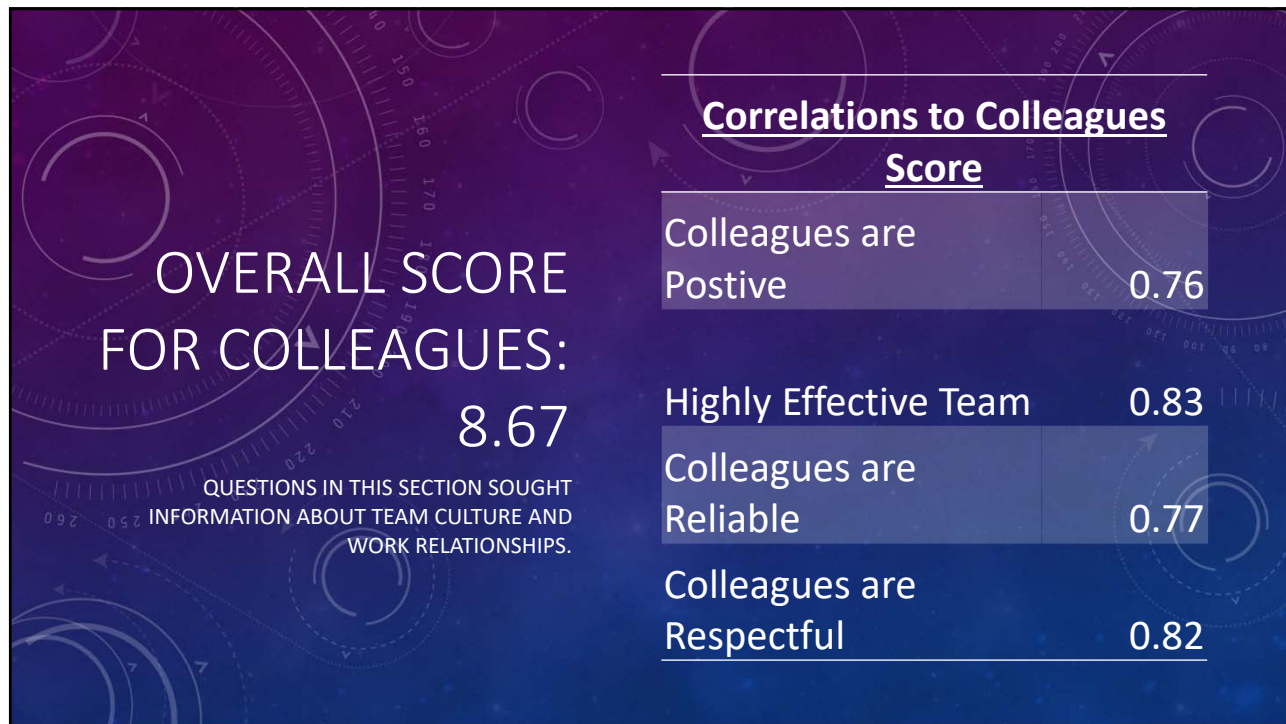 OVERALL SCORE
FOR COLLEAGUES:
8.67
QUESTIONS IN THIS SECTION SOUGHT
INFORMATION ABOUT TEAM CULTURE AND
WORK RELATIONSHIPS.
Correlations to Colleagues
Score
Colleagues are
Postive 0.76
Highly Effective Team 0.83
Colleagues are
Reliable 0.77
Colleagues are
Respectful 0.82